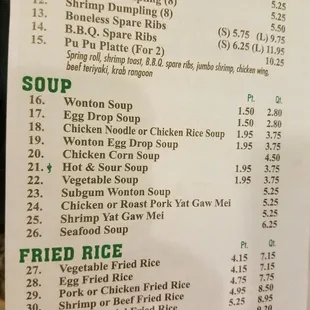 12. Shrimp Dumpling (8) 5.25
13. Boneless Spare Ribs 5.50
14. B.B.Q. Spare Ribs (S) 5.75 (L) 9.75
15. Pu Pu Platte (For 2) (S) 6.25 (L) 11.95
10.25
Spring roll, shrimp toast, B.B.Q. spare ribs, jumbo shrimp, chicken wing,
beef teriyaki, krab rangoon
SOUP Pt. Qt.
16. Wonton Soup 1.50 2.80
17. Egg Drop Soup 1.50 2.80
18. Chicken Noodle or Chicken Rice Soup 1.95 3.75
19. Wonton Egg Drop Soup 1.95 3.75
20. Chicken Corn Soup 4.50
21. Hot & Sour Soup 1.95 3.75
22. Vegetable Soup 1.95 3.75
23. Subgum Wonton Soup 5.25
24. Chicken or Roast Pork Yat Gaw Mei 5.25
25. Shrimp Yat Gaw Mei 5.25
26. Seafood Soup 6.25
FRIED RICE Pt. Qt.
27. Vegetable Fried Rice 4.15 7.15
28. Egg Fried Rice 4.15 7.15
29. Pork or Chicken Fried Rice 4.75 7.75
30. Shrimp or Beef Fried Rice 4.95 8.50
5.25 8.95
Fried Rice